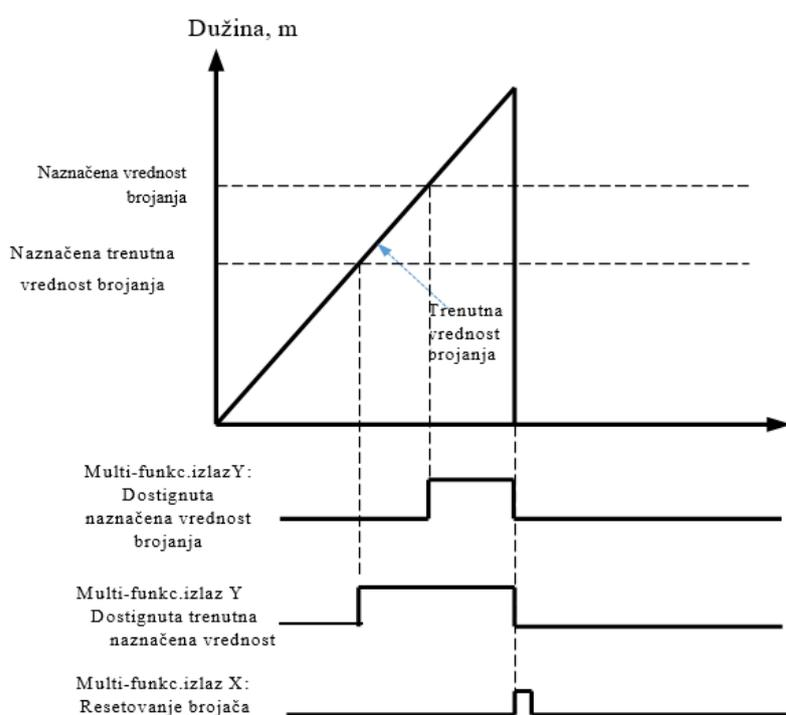 Dužina, m
Naznačena vrednost
brojanja
Naznačena trenutna
vrednost brojanja
Trenutna
vrednost
brojanja
Multi-funkc.izlazY:
Dostignuta
naznačena vrednost
brojanja
Multi-funkc.izlaz Y
Dostignuta trenutna
naznačena vrednost
Multi-funkc.izlaz X:
Resetovanje brojača